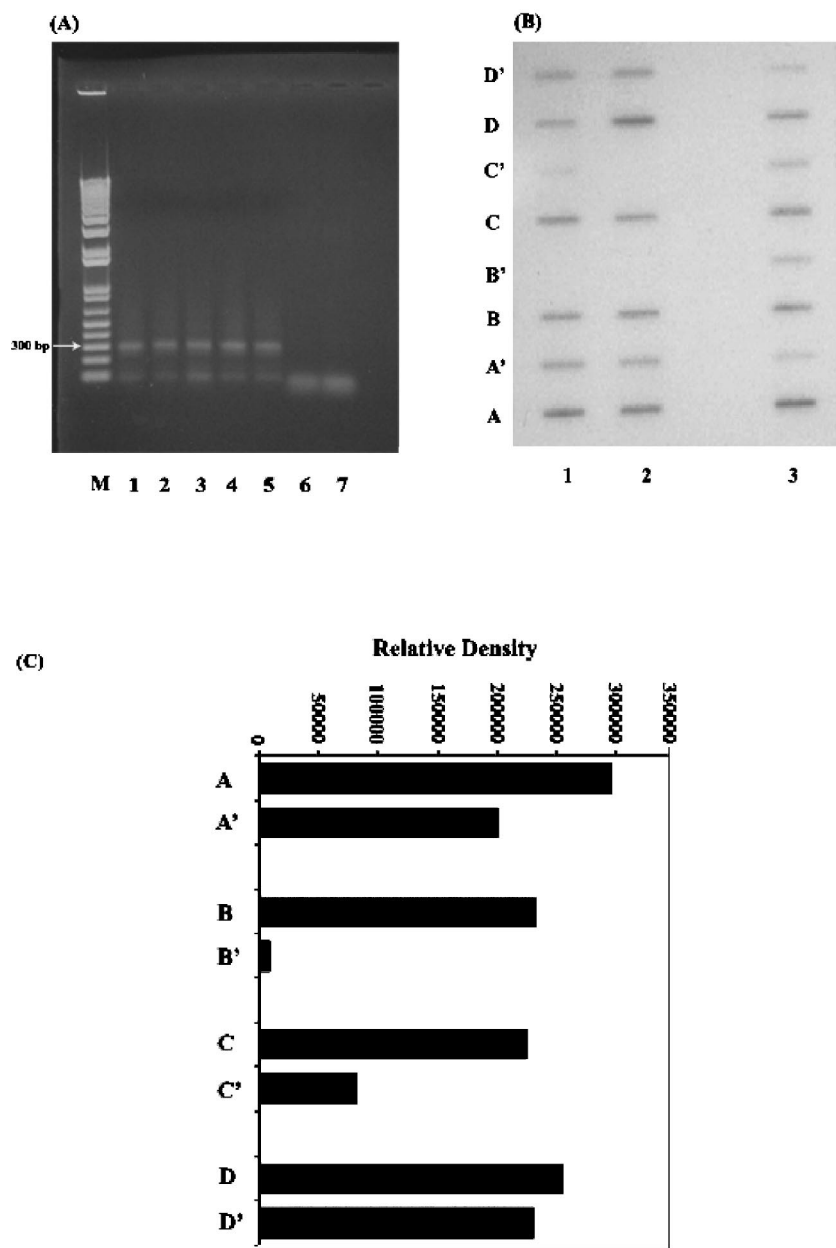 (A)
300 bp
M 1 2 3 4 5 6 7
(B)
D’
D
C’
C
B’
B
A’
A
1 2 3
(C)
Relative Density
0 50000 100000 150000 200000 250000 300000 350000
A
A’
B
B’
C
C’
D
D’